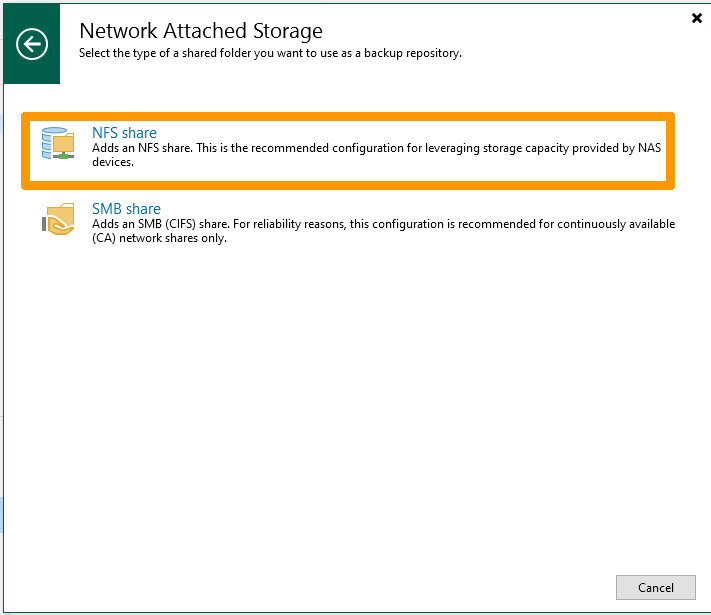 Network Attached Storage
Select the type of a shared folder you want to use as a backup repository.
NFS share
Adds an NFS share. This is the recommended configuration for leveraging storage capacity provided by NAS
devices.
SMB share
Adds an SMB (CIFS) share. For reliability reasons, this configuration is recommended for continuously available
(CA) network shares only.
Cancel